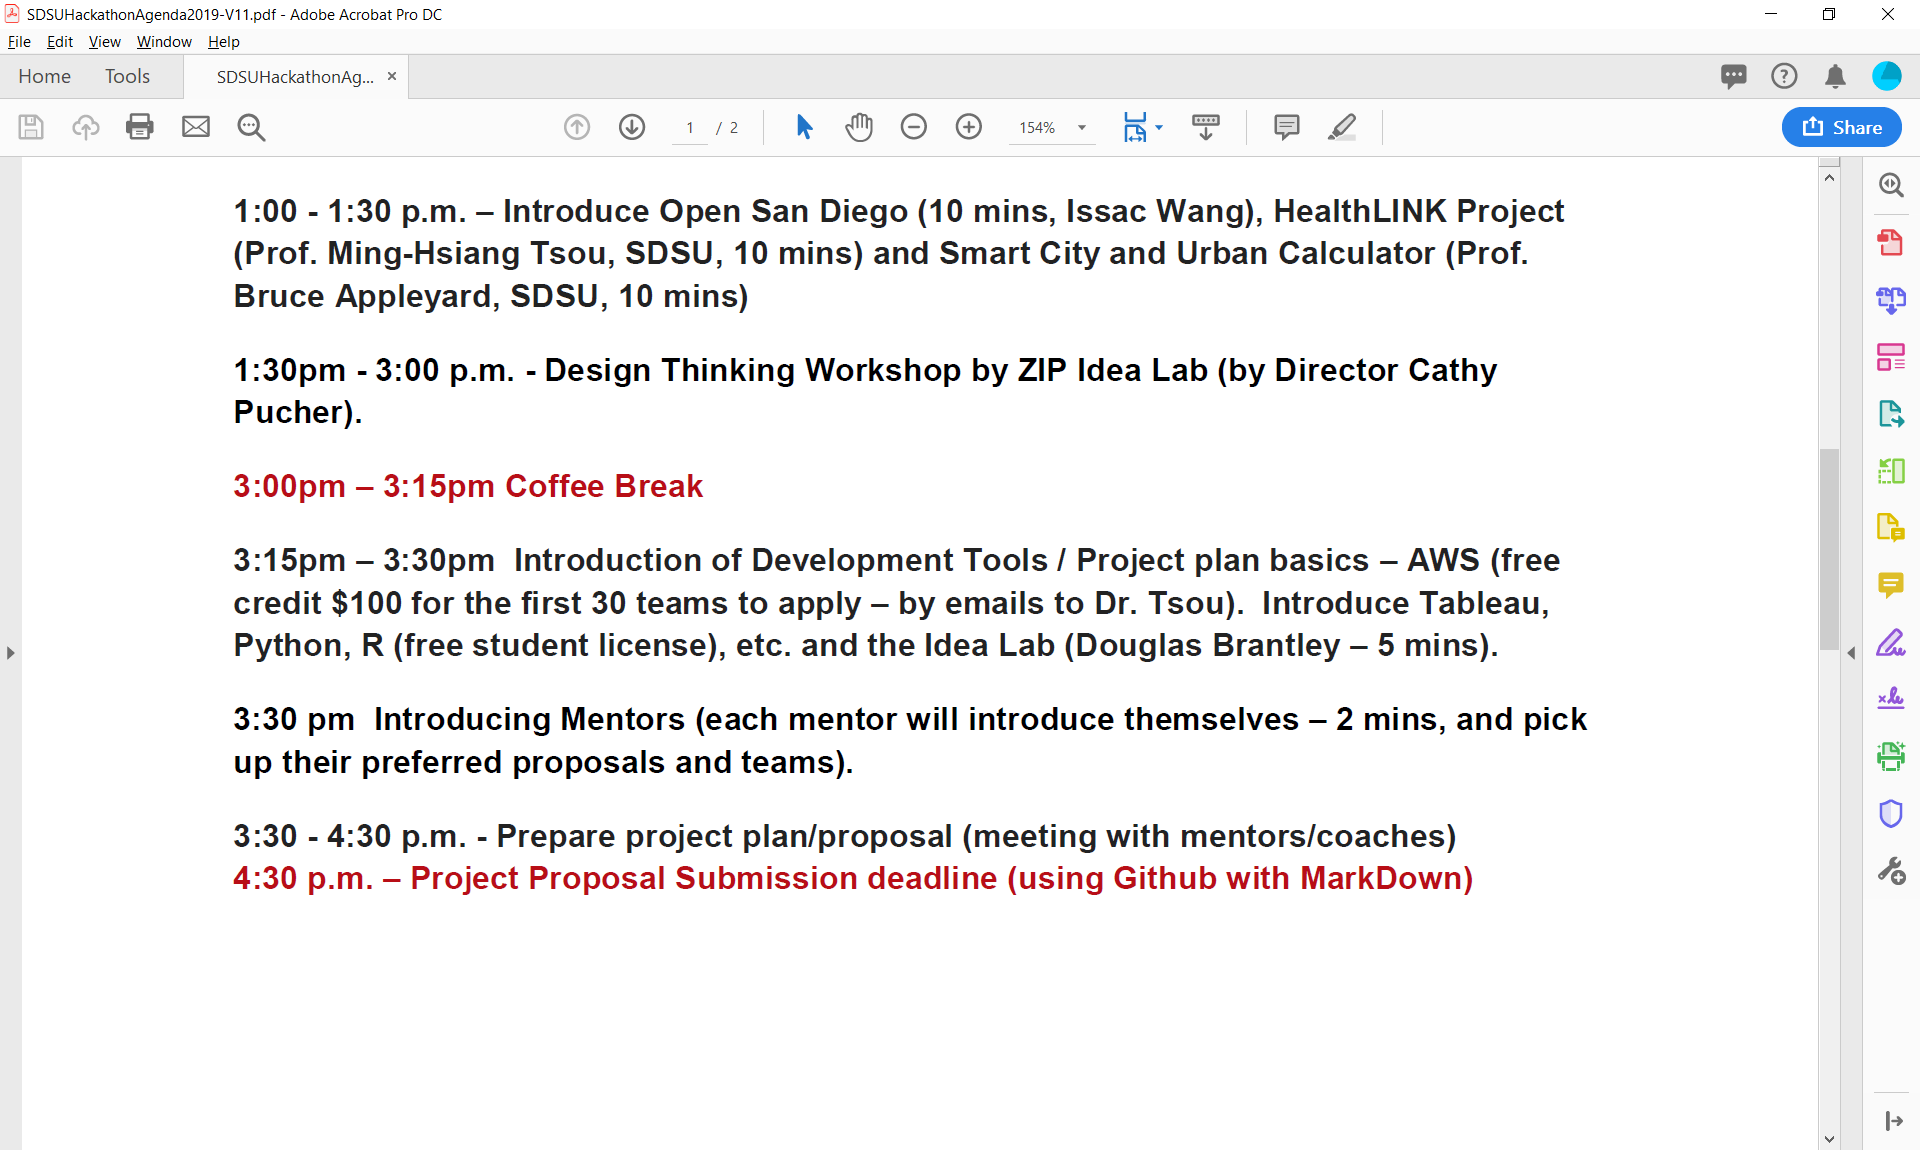 SDSUHackathonAgenda2019-V11.pdf - Adobe Acrobat Pro DC
File Edit View Window Help
Home Tools SDSUHackathonAg... ×
1 / 2 154% Share
1:00 - 1:30 p.m. – Introduce Open San Diego (10 mins, Issac Wang), HealthLINK Project
(Prof. Ming-Hsiang Tsou, SDSU, 10 mins) and Smart City and Urban Calculator (Prof.
Bruce Appleyard, SDSU, 10 mins)
1:30pm - 3:00 p.m. - Design Thinking Workshop by ZIP Idea Lab (by Director Cathy
Pucher).
3:00pm – 3:15pm Coffee Break
3:15pm – 3:30pm  Introduction of Development Tools / Project plan basics – AWS (free
credit $100 for the first 30 teams to apply – by emails to Dr. Tsou).  Introduce Tableau,
Python, R (free student license), etc. and the Idea Lab (Douglas Brantley – 5 mins).
3:30 pm  Introducing Mentors (each mentor will introduce themselves – 2 mins, and pick
up their preferred proposals and teams).
3:30 - 4:30 p.m. - Prepare project plan/proposal (meeting with mentors/coaches)
4:30 p.m. – Project Proposal Submission deadline (using Github with MarkDown)